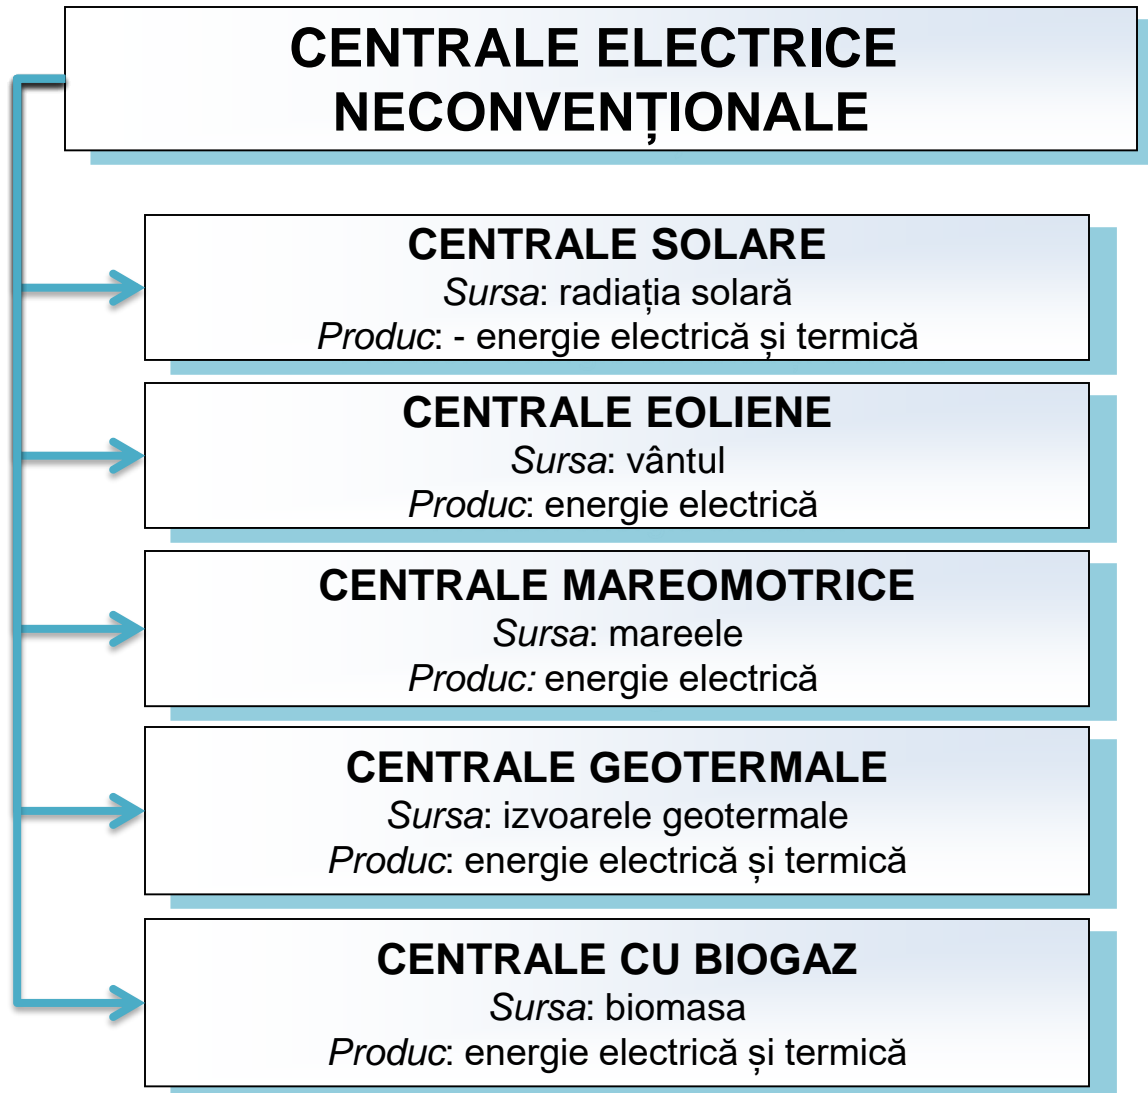 CENTRALE ELECTRICE
NECONVENȚIONALE
CENTRALE SOLARE
Sursa: radiația solară
Produc: - energie electrică și termică
CENTRALE EOLIENE
Sursa: vântul
Produc: energie electrică
CENTRALE MAREOMOTRICE
Sursa: mareele
Produc: energie electrică
CENTRALE GEOTERMALE
Sursa: izvoarele geotermale
Produc: energie electrică și termică
CENTRALE CU BIOGAZ
Sursa: biomasa
Produc: energie electrică și termică